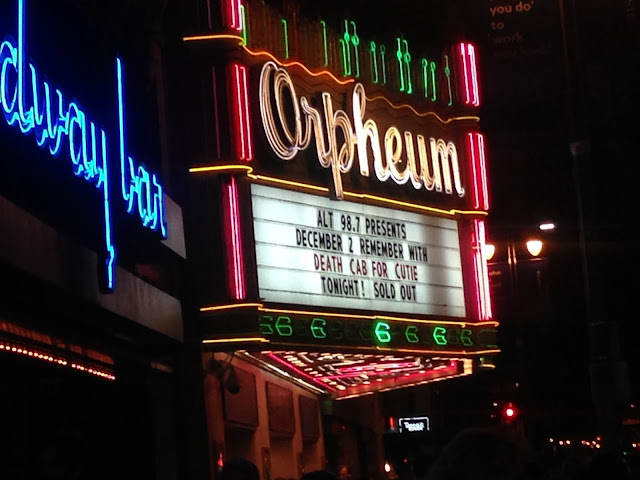 you do'
to
'work
dway bar
Orpheum
ALT 98.7 PRESENTS
DECEMBER 2 REMEMBER WITH
DEATH CAB FOR CUTIE
TONIGHT! SOLD OUT